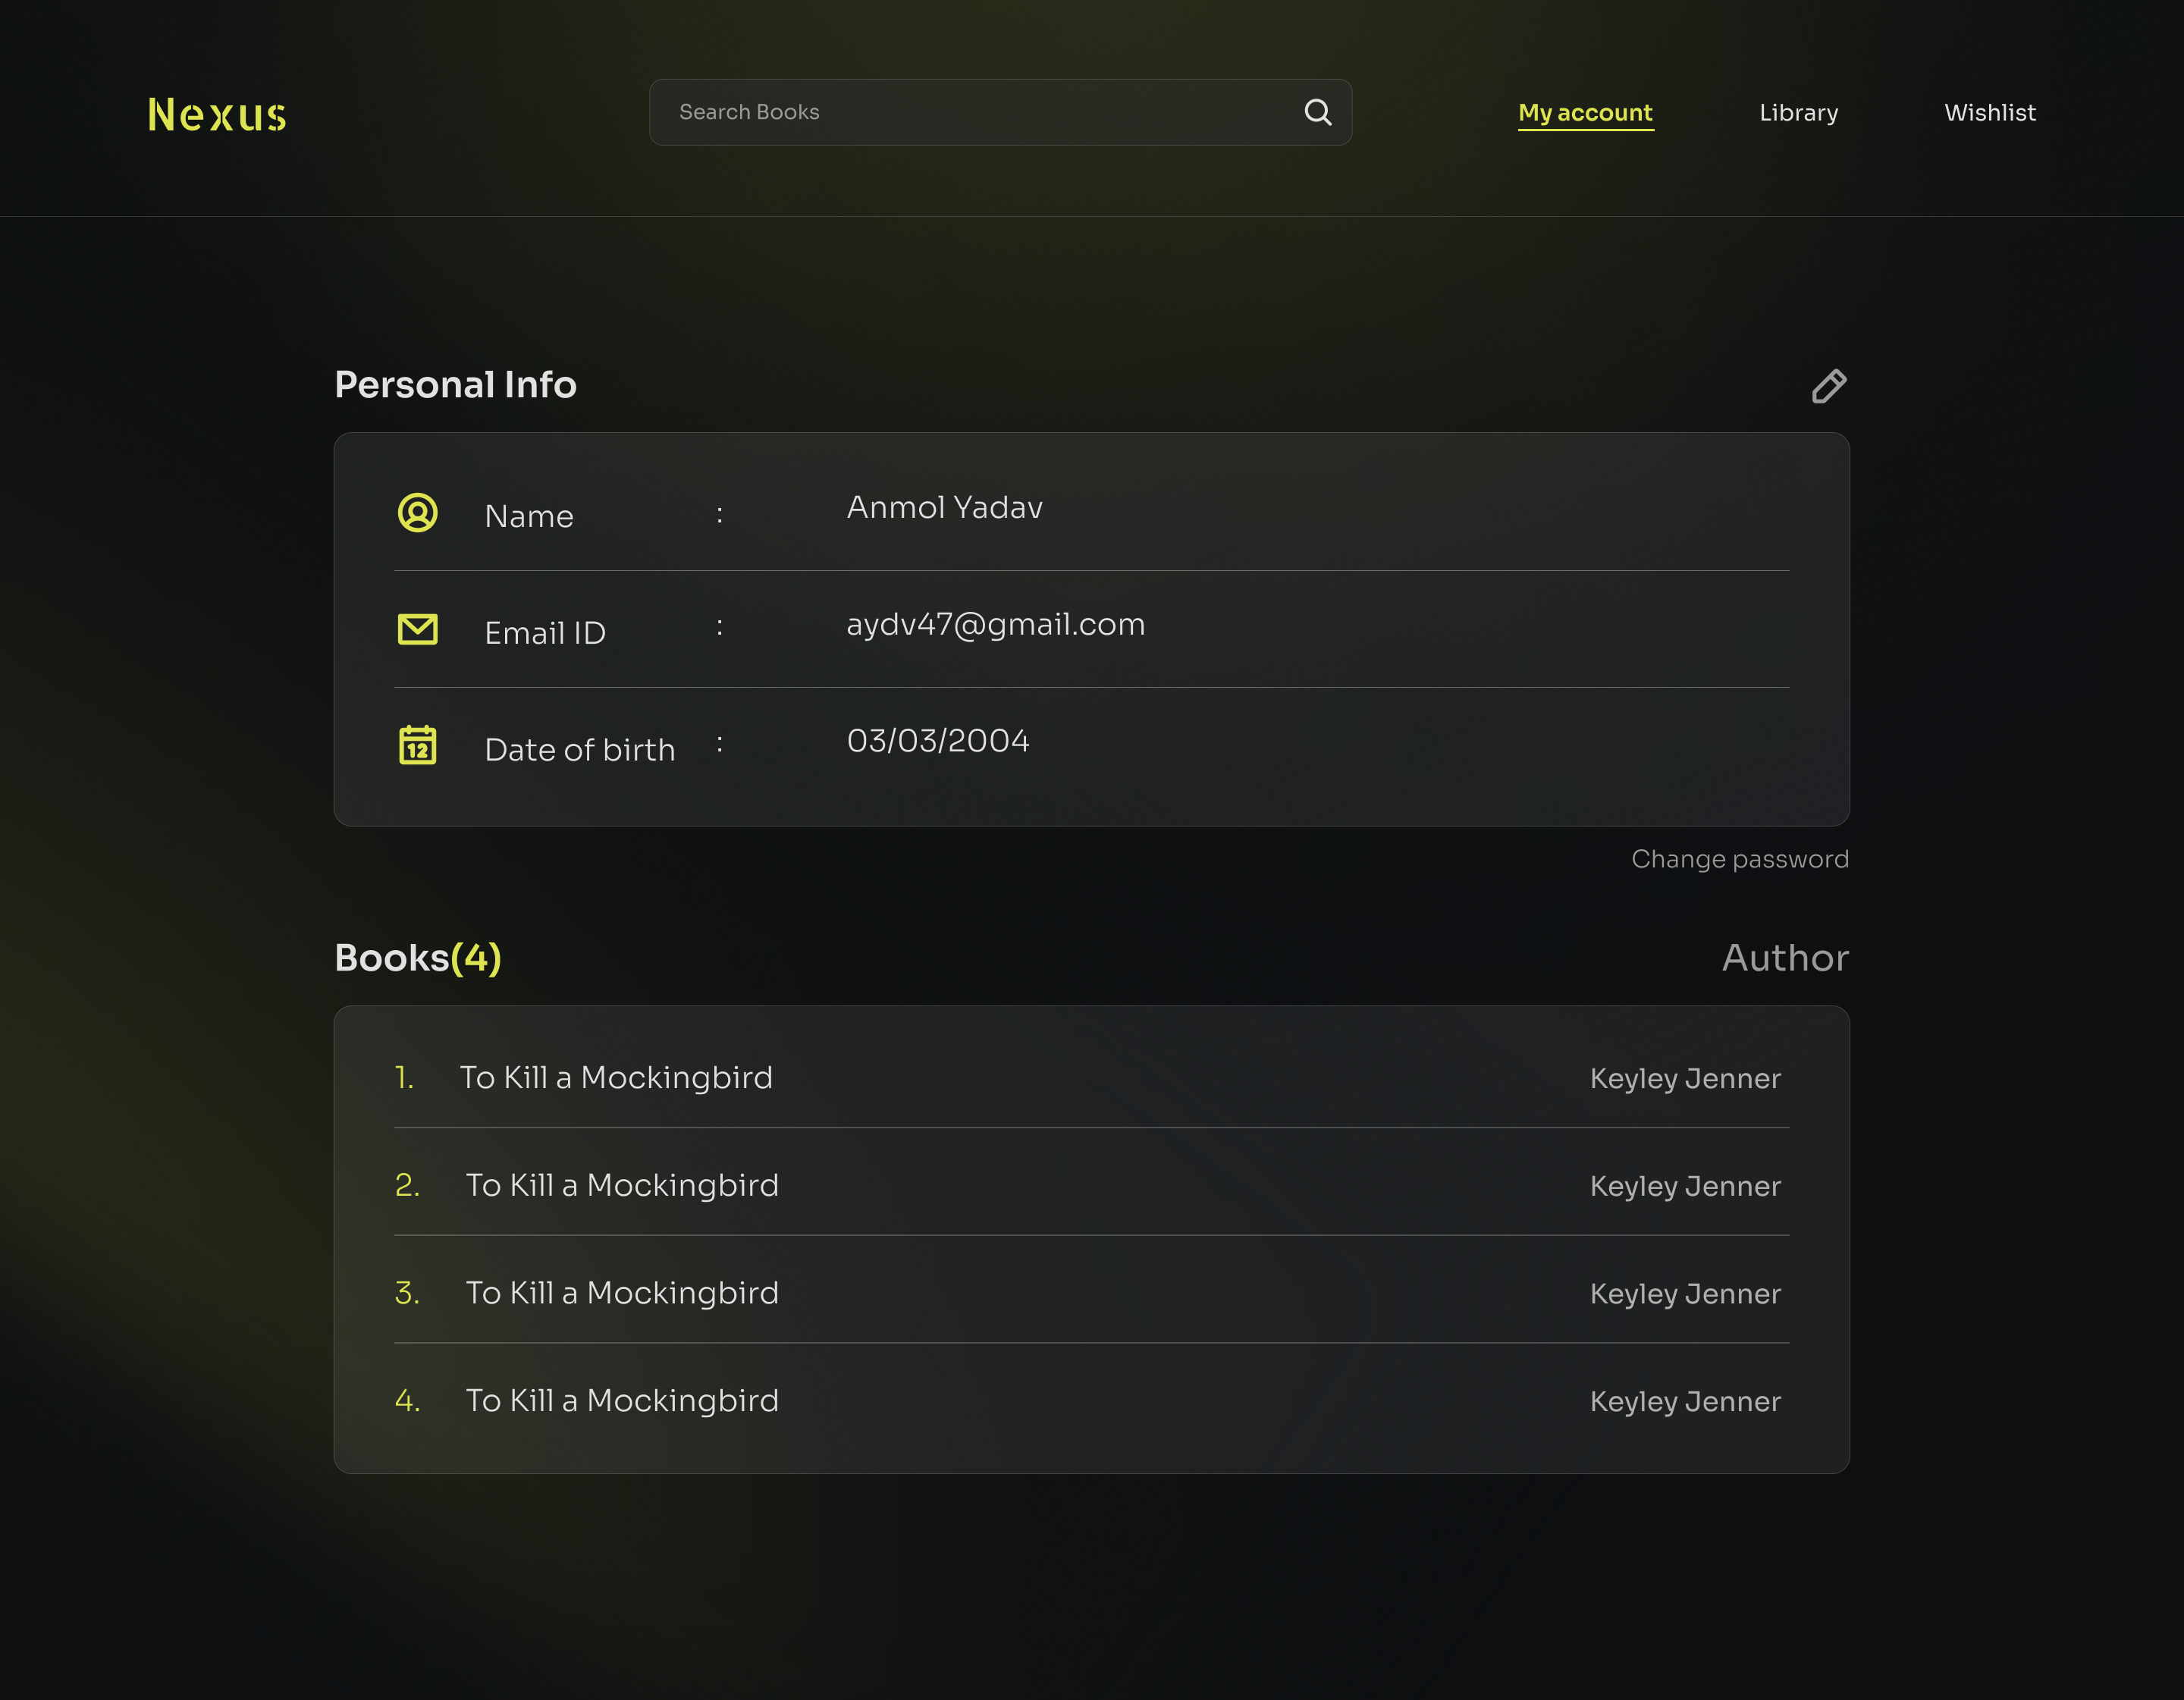 Nexus
Search Books
My account
Library
Wishlist
Personal Info
Name : Anmol Yadav
Email ID : aydv47@gmail.com
12
Date of birth : 03/03/2004
Change password
Books(4)
Author
1. To Kill a Mockingbird Keyley Jenner
2. To Kill a Mockingbird Keyley Jenner
3. To Kill a Mockingbird Keyley Jenner
4. To Kill a Mockingbird Keyley Jenner